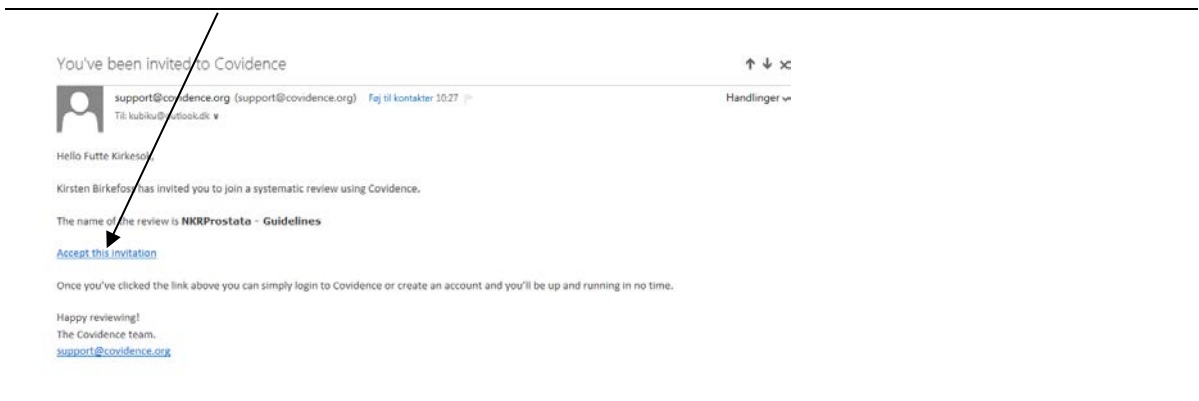 You've been invited to Covidence
support@covidence.org (support@covidence.org) Føj til kontakter 10:27
Handlinger
Til: kubiku@outlook.dk
Hello Futte Kirkesok,
Kirsten Birkefoss has invited you to join a systematic review using Covidence.
The name of the review is NKRProstata - Guidelines
Accept this invitation
Once you've clicked the link above you can simply login to Covidence or create an account and you'll be up and running in no time.
Happy reviewing!
The Covidence team.
support@covidence.org